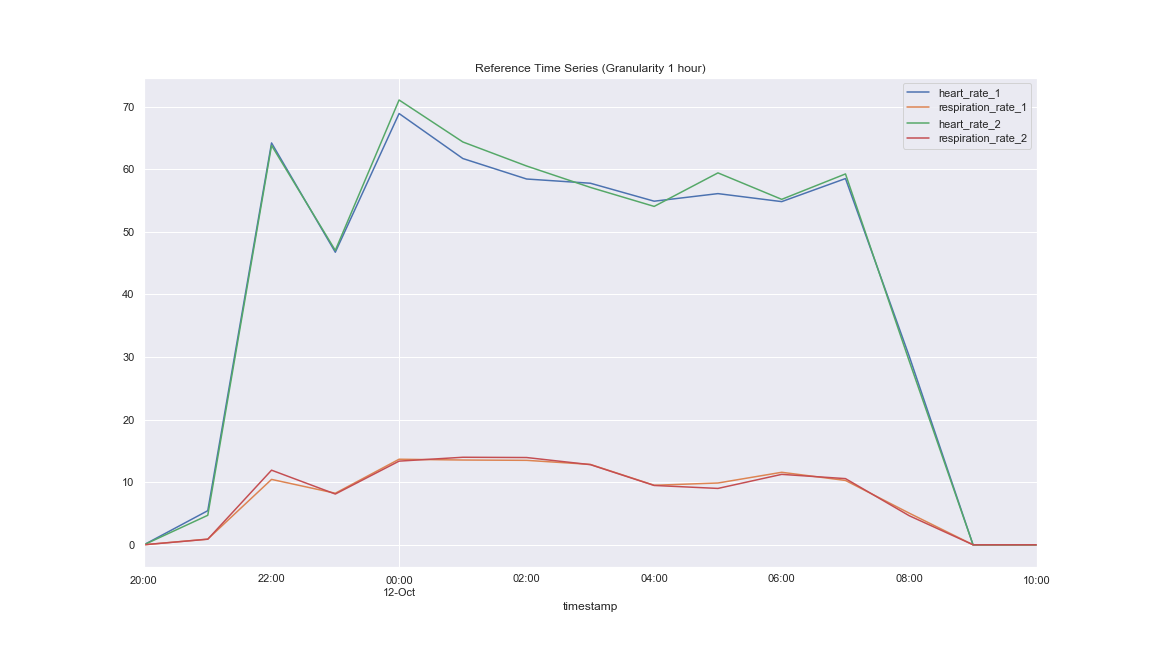 Reference Time Series (Granularity 1 hour)
heart_rate_1
respiration_rate_1
heart_rate_2
respiration_rate_2
70
60
50
40
30
20
10
0
20:00
22:00
00:00
12-Oct
02:00
04:00
06:00
08:00
10:00
timestamp